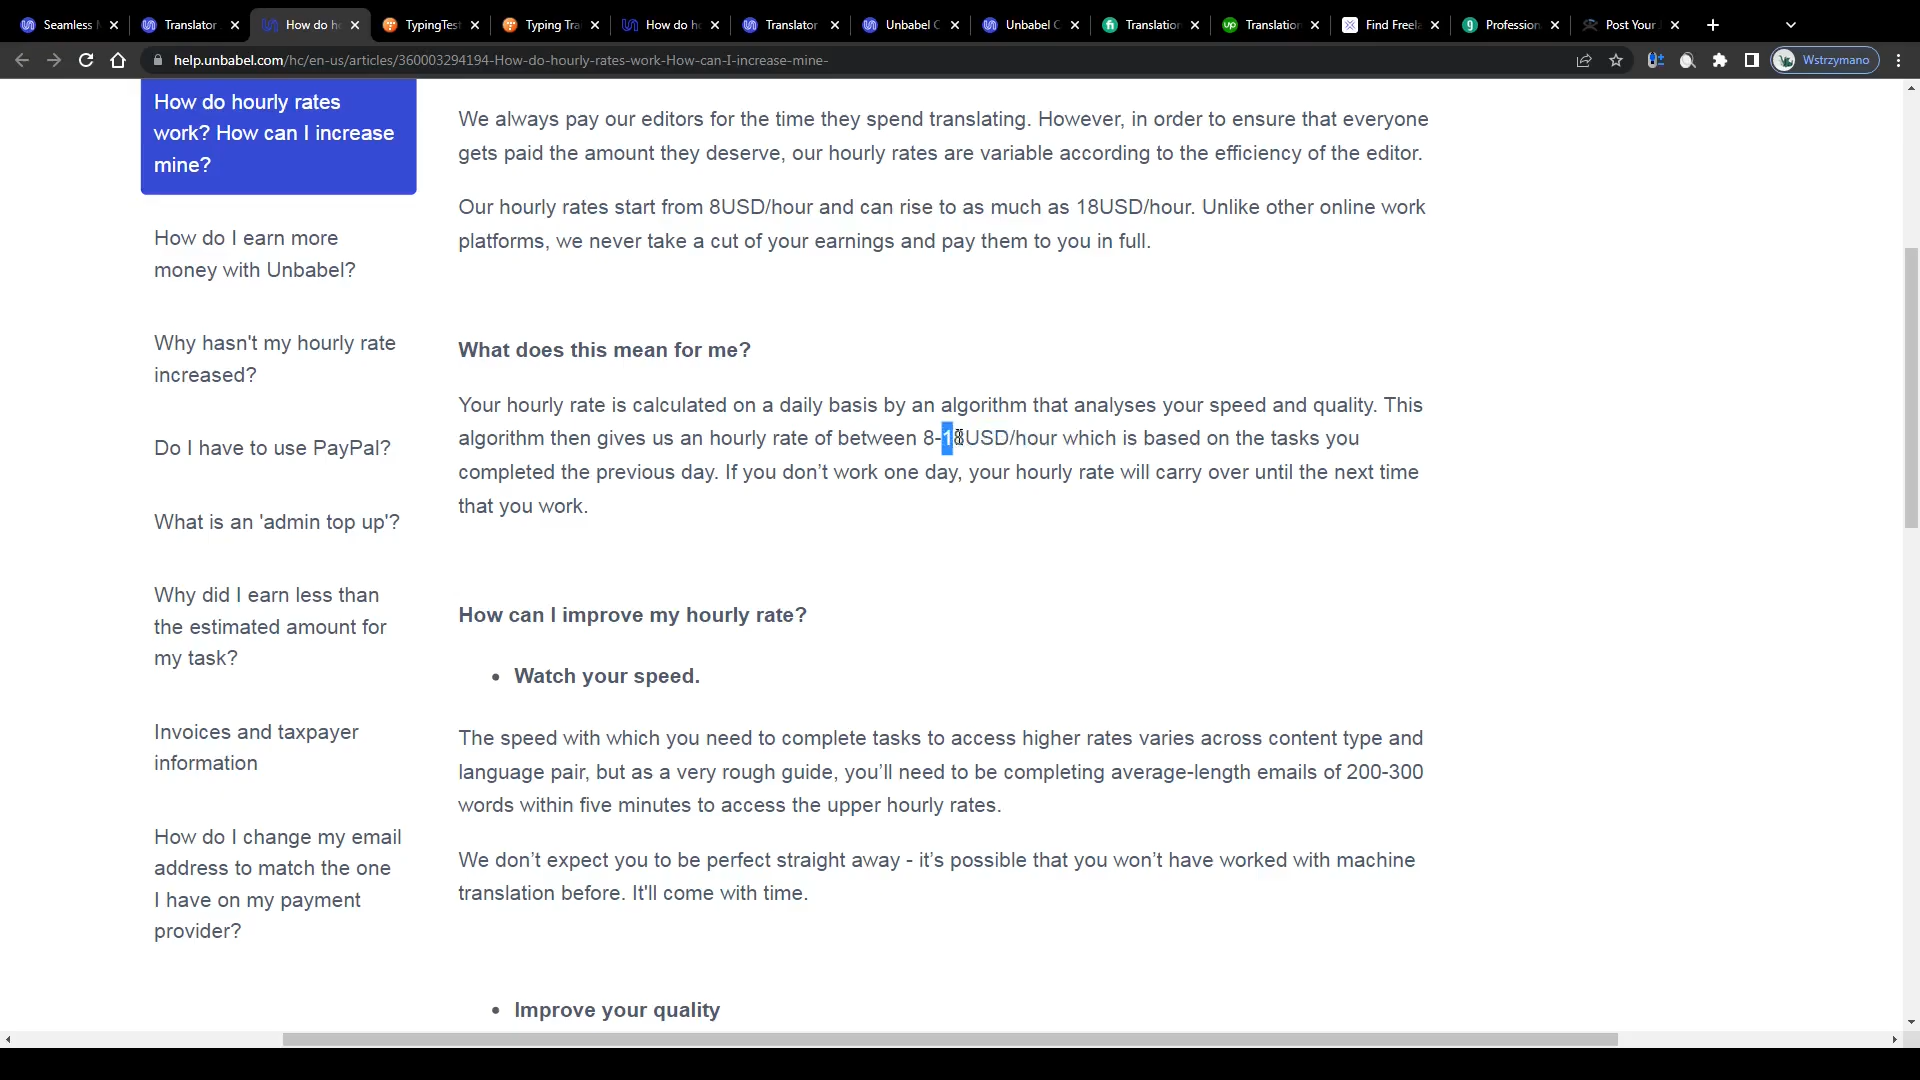 Seamless
Translator
How do h
TypingTes
Typing Tra
How do h
Translator
Unbabel C
Unbabel C
Translation
Translation
Find Freela
Profession
Post Your
help.unbabel.com/hc/en-us/articles/360003294194-How-do-hourly-rates-work-How-can-I-increase-mine-
Wstrzymano
How do hourly rates
work? How can I increase
mine?
How do I earn more
money with Unbabel?
Why hasn't my hourly rate
increased?
Do I have to use PayPal?
What is an 'admin top up'?
Why did I earn less than
the estimated amount for
my task?
Invoices and taxpayer
information
How do I change my email
address to match the one
I have on my payment
provider?
We always pay our editors for the time they spend translating. However, in order to ensure that everyone
gets paid the amount they deserve, our hourly rates are variable according to the efficiency of the editor.
Our hourly rates start from 8USD/hour and can rise to as much as 18USD/hour. Unlike other online work
platforms, we never take a cut of your earnings and pay them to you in full.
What does this mean for me?
Your hourly rate is calculated on a daily basis by an algorithm that analyses your speed and quality. This
algorithm then gives us an hourly rate of between 8-18USD/hour which is based on the tasks you
completed the previous day. If you don’t work one day, your hourly rate will carry over until the next time
that you work.
How can I improve my hourly rate?
• Watch your speed.
The speed with which you need to complete tasks to access higher rates varies across content type and
language pair, but as a very rough guide, you’ll need to be completing average-length emails of 200-300
words within five minutes to access the upper hourly rates.
We don’t expect you to be perfect straight away - it’s possible that you won’t have worked with machine
translation before. It'll come with time.
• Improve your quality